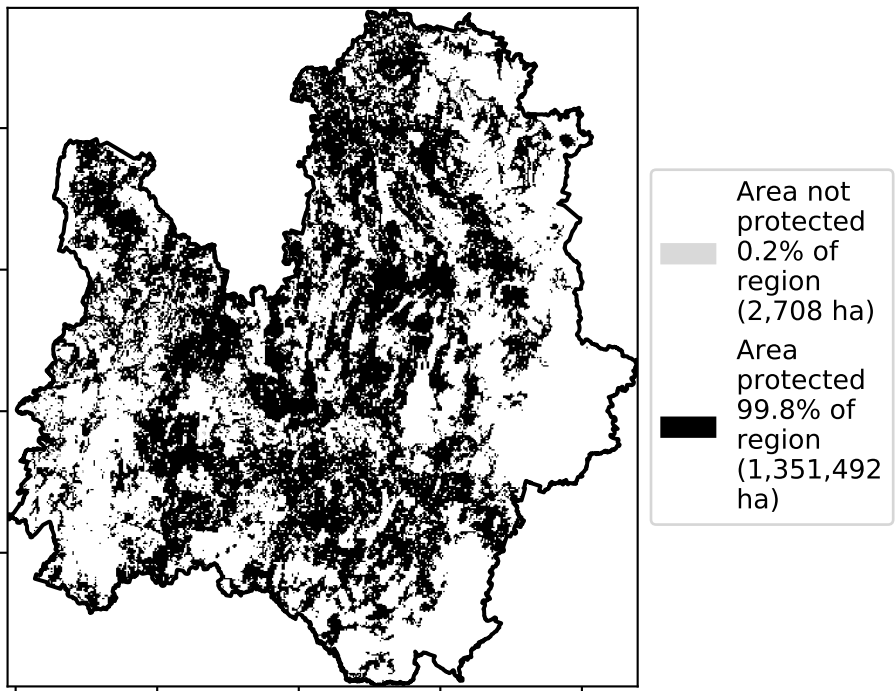 Area not
protected
0.2% of
region
(2,708 ha)
Area
protected
99.8% of
region
(1,351,492
ha)